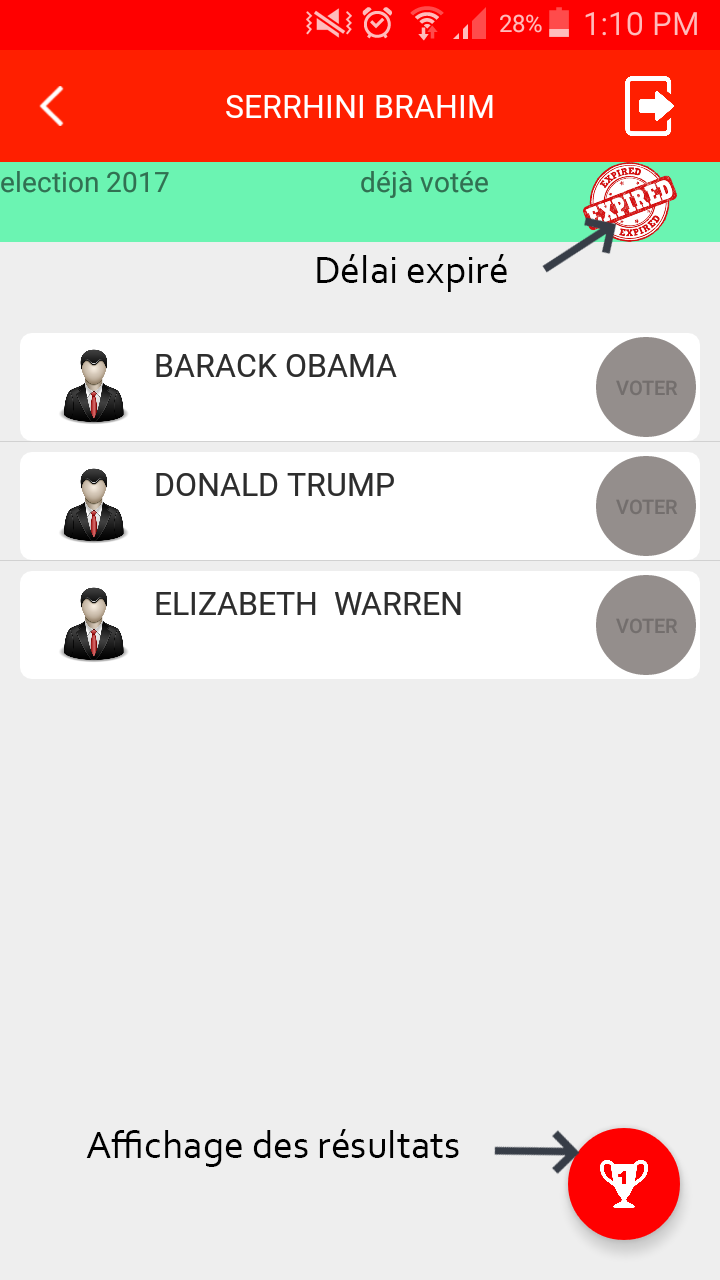 28% 1:10 PM
SERRHINI BRAHIM
election 2017 déjà votée
EXPIRED
EXPIRED
EXPIRED
Délai expiré
BARACK OBAMA
VOTER
DONALD TRUMP
VOTER
ELIZABETH  WARREN
VOTER
Affichage des résultats
1